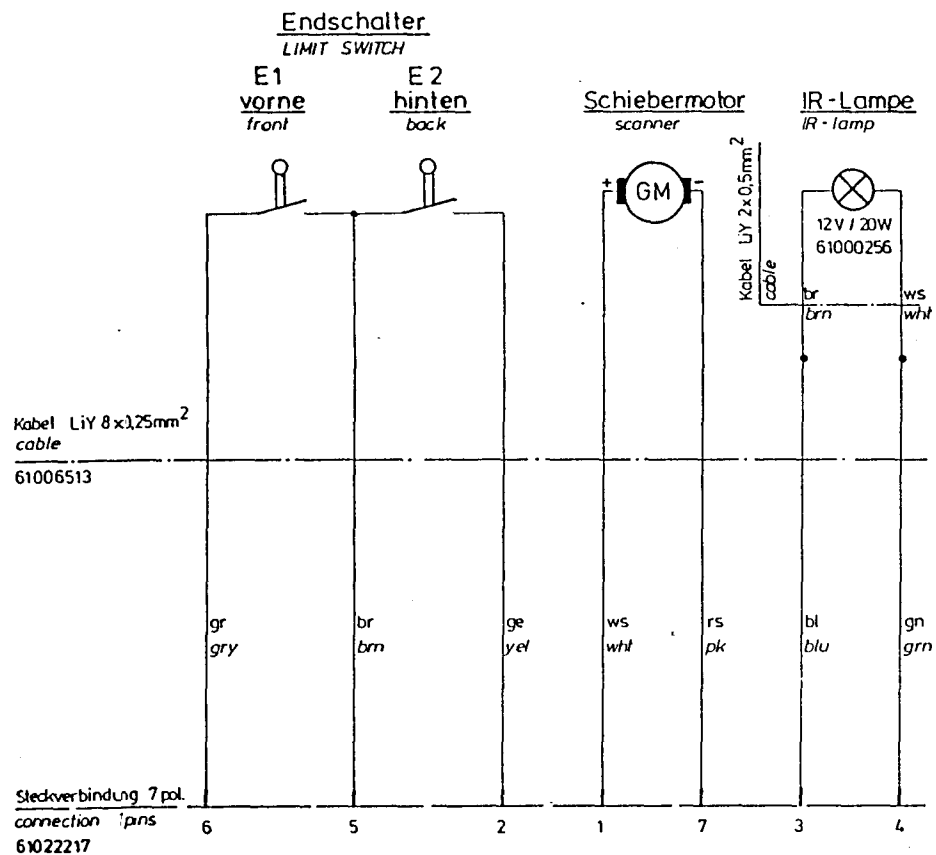 Endschalter
LIMIT SWITCH
E1
vorne
front
E2
hinten
back
Schiebermotor
scanner
IR-Lampe
IR-lamp
+ GM -
12V / 20W
61000256
Kabel LiY 2x0,5mm²
cable
br
brn
ws
wht
Kabel LiY 8x0,25mm²
cable
61006513
gr
gry
br
brn
ge
yel
ws
wht
rs
pk
bl
blu
gn
grn
Steckverbindung 7pol.
connection pins
61022217
6 5 2 1 7 3 4